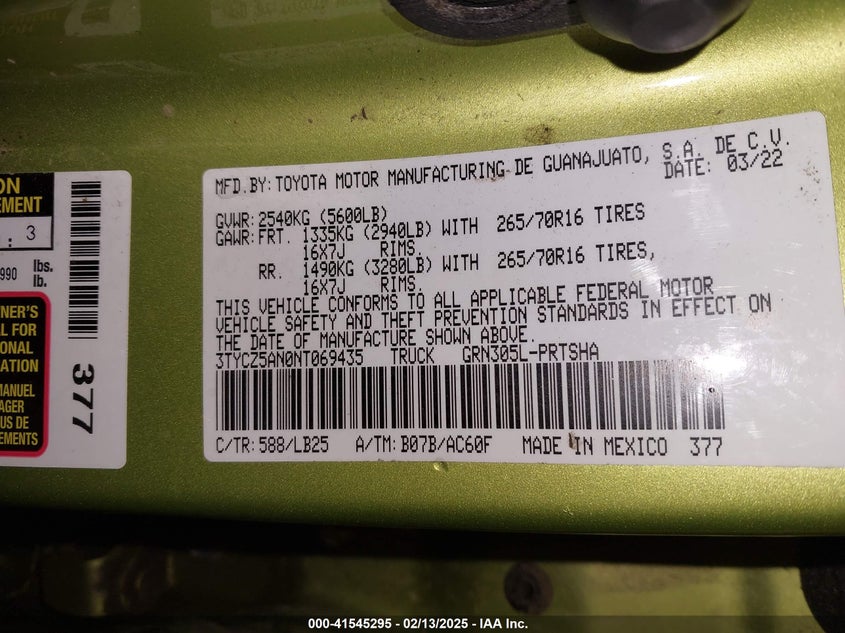 ON
EMENT
: 3
990 lbs.
lb.
NER'S
AL FOR
ONAL
ATION
MANUEL
AGER
US DE
EMENTS
377
MFD.BY:TOYOTA MOTOR MANUFACTURING DE GUANAJUATO, S.A. DE C.V.
DATE: 03/22
GVWR:2540KG (5600LB)
GAWR:FRT. 1335KG (2940LB) WITH 265/70R16 TIRES
16X7J RIMS.
RR. 1490KG (3280LB) WITH 265/70R16 TIRES,
16X7J RIMS.
THIS VEHICLE CONFORMS TO ALL APPLICABLE FEDERAL MOTOR
VEHICLE SAFETY AND THEFT PREVENTION STANDARDS IN EFFECT ON
THE DATE OF MANUFACTURE SHOWN ABOVE.
3TYCZ5AN0NT069435 TRUCK GRN305L-PRTSHA
C/TR:588/LB25 A/TM:B07B/AC60F MADE IN MEXICO 377
000-41545295 - 02/13/2025 - IAA Inc.